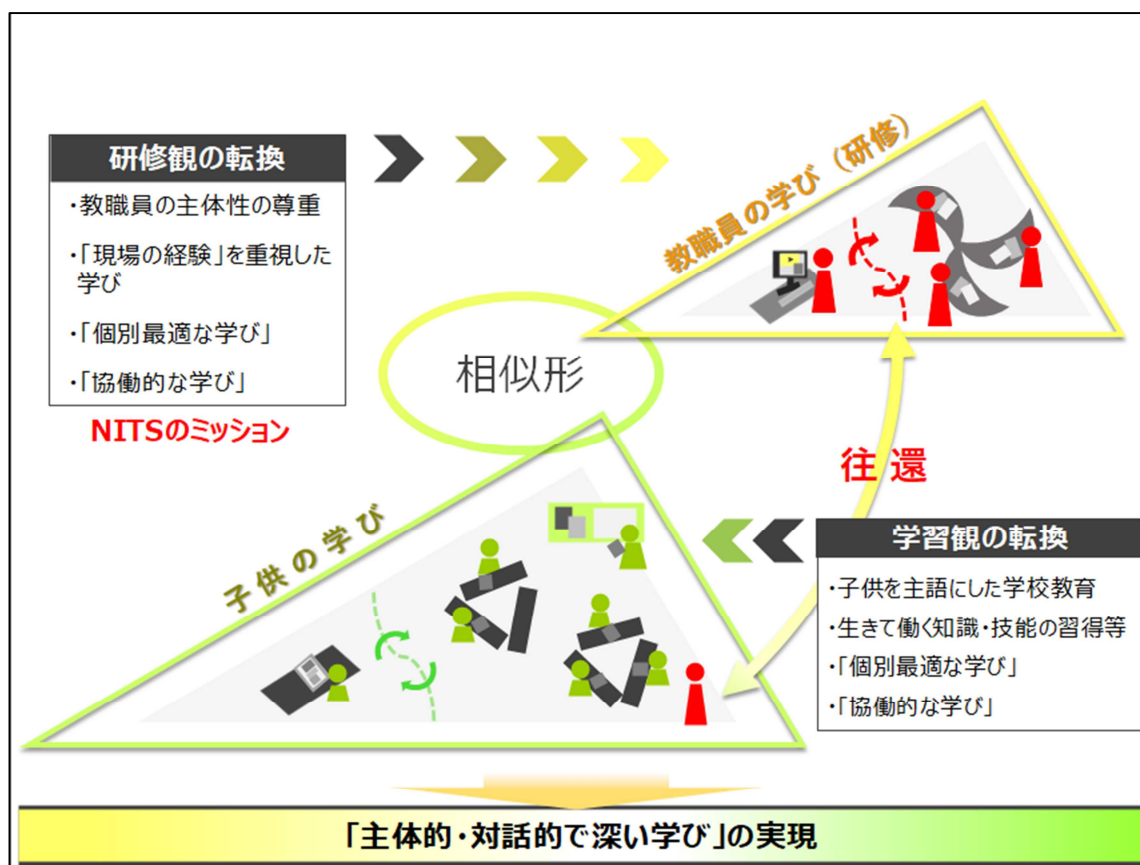 研修観の転換
・教職員の主体性の尊重
・「現場の経験」を重視した
学び
・「個別最適な学び」
・「協働的な学び」
NITSのミッション
教職員の学び（研修）
相似形
往還
子供の学び
学習観の転換
・子供を主語にした学校教育
・生きて働く知識・技能の習得等
・「個別最適な学び」
・「協働的な学び」
「主体的・対話的で深い学び」の実現